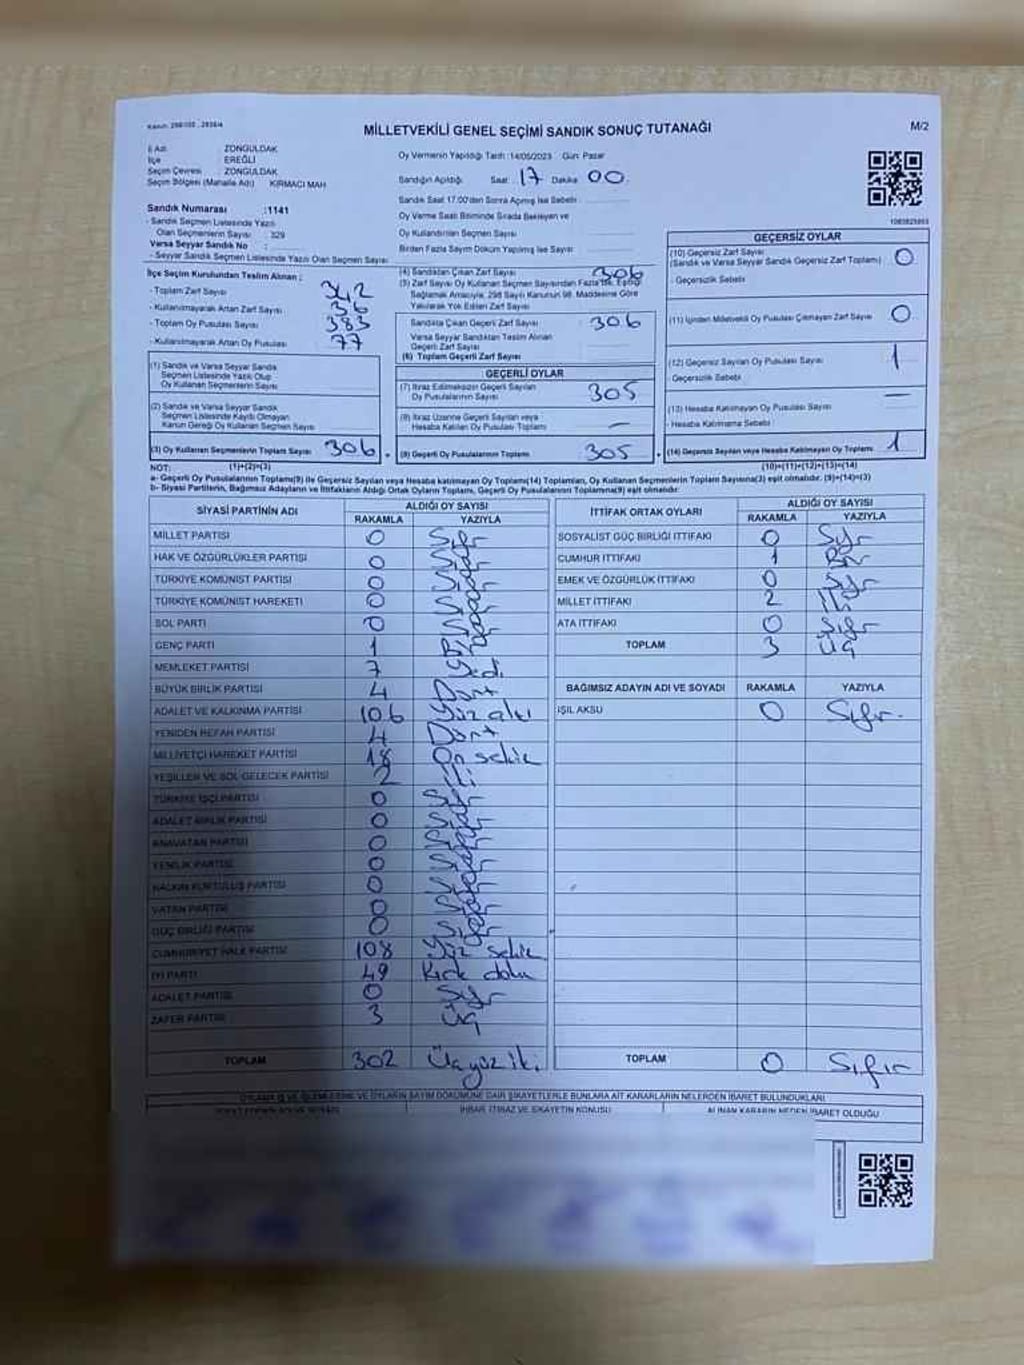 Kanun: 298/105 , 2839/4
MİLLETVEKİLİ GENEL SEÇİMİ SANDIK SONUÇ TUTANAĞI
M/2
İl Adı : ZONGULDAK
İlçe : EREĞLİ
Seçim Çevresi : ZONGULDAK
Seçim Bölgesi (Mahalle Adı) : KIRMACI MAH
Sandık Numarası :1141
- Sandık Seçmen Listesinde Yazılı
Olan Seçmenlerin Sayısı : 329
Varsa Seyyar Sandık No :
- Seyyar Sandık Seçmen Listesinde Yazılı Olan Seçmen Sayısı
Oy Vermenin Yapıldığı Tarih :14/05/2023 Gün: Pazar
Sandığın Açıldığı Saat : 17 Dakika 00
Sandık Saat 17.00'den Sonra Açılmış İse Sebebi
Oy Verme Saati Bitiminde Sırada Bekleyen ve
Oy Kullandırılan Seçmen Sayısı
Birden Fazla Sayım Döküm Yapılmış İse Sayısı
İlçe Seçim Kurulundan Teslim Alınan ;
- Toplam Zarf Sayısı 342
- Kullanılmayarak Artan Zarf Sayısı 36
- Toplam Oy Pusulası Sayısı 383
- Kullanılmayarak Artan Oy Pusulası 77
(1) Sandık ve Varsa Seyyar Sandık
Seçmen Listesinde Yazılı Olup
Oy Kullanan Seçmenlerin Sayısı
(2) Sandık ve Varsa Seyyar Sandık
Seçmen Listesinde Kaydı Olmayan
Kanun Gereği Oy Kullanan Seçmen Sayısı
(3) Oy Kullanan Seçmenlerin Toplam Sayısı 306
(4) Sandıktan Çıkan Zarf Sayısı 306
(5) Zarf Sayısı Oy Kullanan Seçmen Sayısından Fazla ise, Eşitliği
Sağlamak Amacıyla, 298 Sayılı Kanunun 98. Maddesine Göre
Yakılarak Yok Edilen Zarf Sayısı
Sandıkta Çıkan Geçerli Zarf Sayısı 306
Varsa Seyyar Sandıktan Teslim Alınan
Geçerli Zarf Sayısı
(6) Toplam Geçerli Zarf Sayısı
GEÇERLİ OYLAR
(7) İtiraz Edilmeksizin Geçerli Sayılan
Oy Pusulalarının Sayısı 305
(8) İtiraz Üzerine Geçerli Sayılan veya
Hesaba Katılan Oy Pusulası Toplamı —
(9) Geçerli Oy Pusulalarının Toplamı 305
1063825863
GEÇERSİZ OYLAR
(10) Geçersiz Zarf Sayısı
(Sandık ve Varsa Seyyar Sandık Geçersiz Zarf Toplamı) 0
- Geçersizlik Sebebi
(11) İçinden Milletvekili Oy Pusulası Çıkmayan Zarf Sayısı 0
(12) Geçersiz Sayılan Oy Pusulası Sayısı 1
- Geçersizlik Sebebi
(13) Hesaba Katılmayan Oy Pusulası Sayısı —
- Hesaba Katılmama Sebebi
(14) Geçersiz Sayılan veya Hesaba Katılmayan Oy Toplamı 1
NOT: (1)+(2)=(3) (10)+(11)+(12)+(13)=(14)
a- Geçerli Oy Pusulalarının Toplamı(9) ile Geçersiz Sayılan veya Hesaba katılmayan Oy Toplamı(14) Toplamları, Oy Kullanan Seçmenlerin Toplam Sayısına(3) eşit olmalıdır. (9)+(14)=(3)
b- Siyasi Partilerin, Bağımsız Adayların ve İttifakların Aldığı Ortak Oyların Toplamı, Geçerli Oy Pusulalarının Toplamına(9) eşit olmalıdır.
SİYASİ PARTİNİN ADI ALDIĞI OY SAYISI
RAKAMLA YAZIYLA
MİLLET PARTİSİ 0 Sıfır
HAK VE ÖZGÜRLÜKLER PARTİSİ 0 Sıfır
TÜRKİYE KOMÜNİST PARTİSİ 0 Sıfır
TÜRKİYE KOMÜNİST HAREKETİ 0 Sıfır
SOL PARTİ 0 Sıfır
GENÇ PARTİ 1 Bir
MEMLEKET PARTİSİ 7 Yedi
BÜYÜK BİRLİK PARTİSİ 4 Dört
ADALET VE KALKINMA PARTİSİ 106 Yüz altı
YENİDEN REFAH PARTİSİ 4 Dört
MİLLİYETÇİ HAREKET PARTİSİ 18 On sekiz
YEŞİLLER VE SOL GELECEK PARTİSİ 2 İki
TÜRKİYE İŞÇİ PARTİSİ 0 Sıfır
ADALET BİRLİK PARTİSİ 0 Sıfır
ANAVATAN PARTİSİ 0 Sıfır
YENİLİK PARTİSİ 0 Sıfır
HALKIN KURTULUŞ PARTİSİ 0 Sıfır
VATAN PARTİSİ 0 Sıfır
GÜÇ BİRLİĞİ PARTİSİ 0 Sıfır
CUMHURİYET HALK PARTİSİ 108 Yüz sekiz
İYİ PARTİ 49 Kırk dokuz
ADALET PARTİSİ 0 Sıfır
ZAFER PARTİSİ 3 Üç
TOPLAM 302 Üç yüz iki
İTTİFAK ORTAK OYLARI ALDIĞI OY SAYISI
RAKAMLA YAZIYLA
SOSYALİST GÜÇ BİRLİĞİ İTTİFAKI 0 Sıfır
CUMHUR İTTİFAKI 1 Bir
EMEK VE ÖZGÜRLÜK İTTİFAKI 0 Sıfır
MİLLET İTTİFAKI 2 İki
ATA İTTİFAKI 0 Sıfır
TOPLAM 3 Üç
BAĞIMSIZ ADAYIN ADI VE SOYADI RAKAMLA YAZIYLA
IŞIL AKSU 0 Sıfır.
TOPLAM 0 Sıfır
OYLAMA İŞ VE İŞLEMLERİNE VE OYLARIN SAYIM DÖKÜMÜNE DAİR ŞİKAYETLERLE BUNLARA AİT KARARLARIN NELERDEN İBARET BULUNDUKLARI
İHBAR, İTİRAZ VE ŞİKAYETİN KONUSU ALINAN KARARIN NEDEN İBARET OLDUĞU